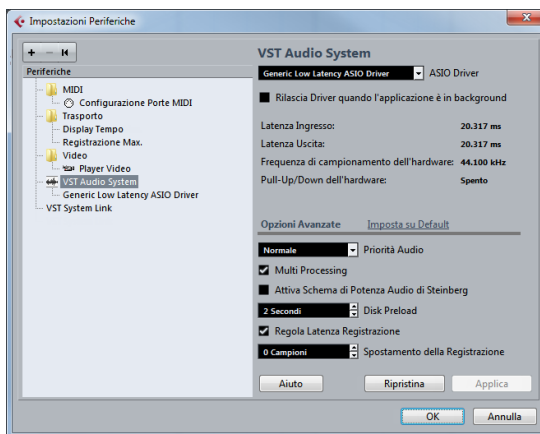 Impostazioni Periferiche
Periferiche
MIDI
Configurazione Porte MIDI
Trasporto
Display Tempo
Registrazione Max.
Video
Player Video
VST Audio System
Generic Low Latency ASIO Driver
VST System Link
VST Audio System
Generic Low Latency ASIO Driver ASIO Driver
Rilascia Driver quando l'applicazione è in background
Latenza Ingresso: 20.317 ms
Latenza Uscita: 20.317 ms
Frequenza di campionamento dell'hardware: 44.100 kHz
Pull-Up/Down dell'hardware: Spento
Opzioni Avanzate Imposta su Default
Normale Priorità Audio
Multi Processing
Attiva Schema di Potenza Audio di Steinberg
2 Secondi Disk Preload
Regola Latenza Registrazione
0 Campioni Spostamento della Registrazione
Aiuto Ripristina Applica
OK Annulla